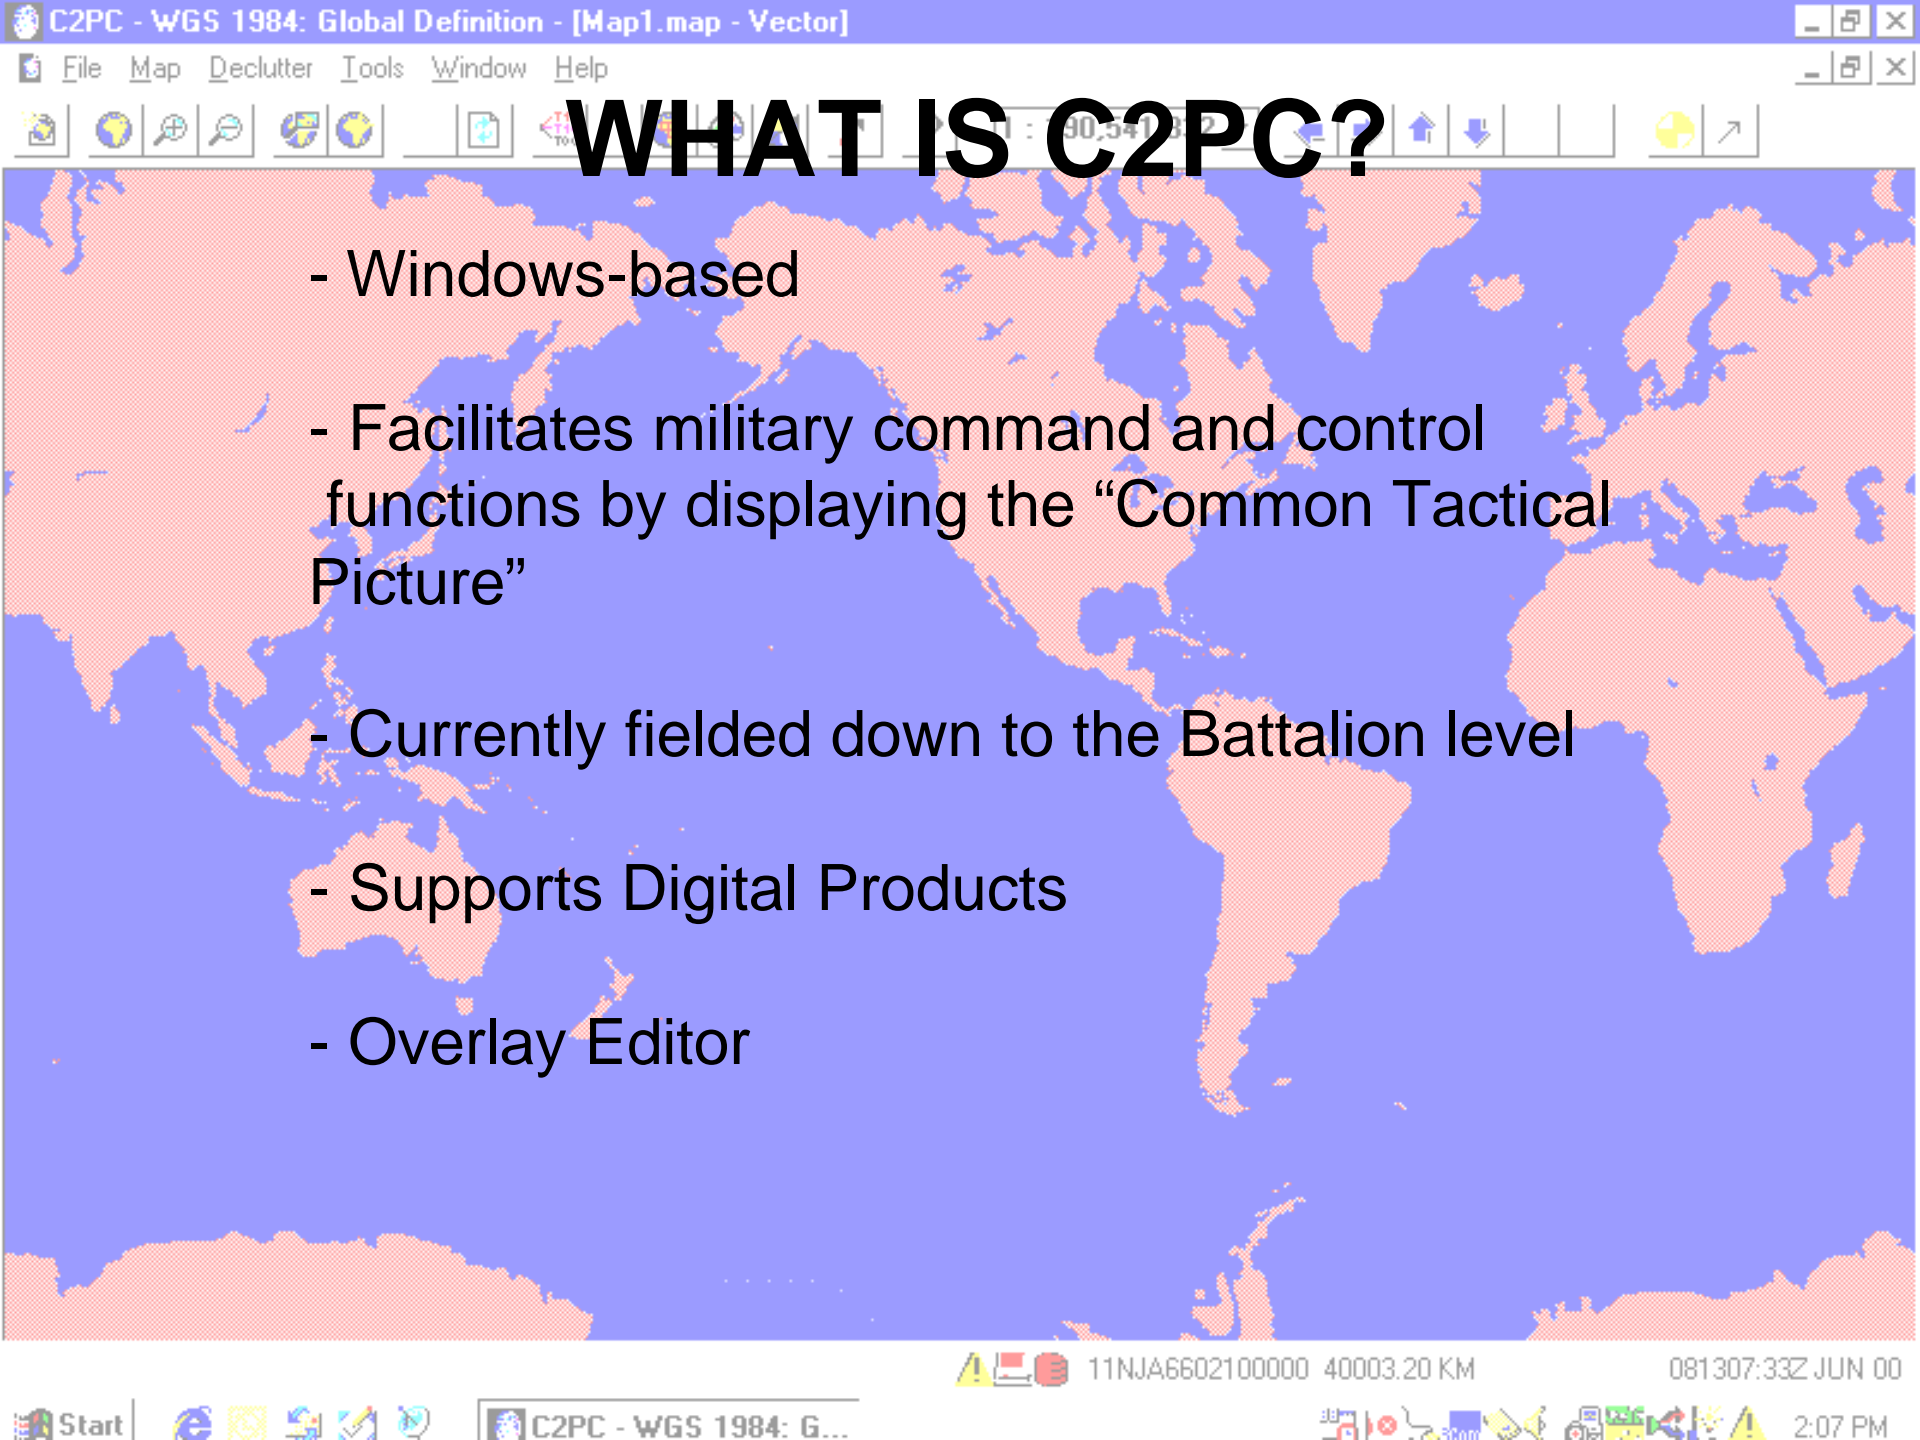 C2PC - WGS 1984: Global Definition - [Map1.map - Vector]
File Map Declutter Tools Window Help
WHAT IS C2PC?
- Windows-based
- Facilitates military command and control
functions by displaying the “Common Tactical
Picture”
- Currently fielded down to the Battalion level
- Supports Digital Products
- Overlay Editor
11NJA6602100000 40003.20 KM 081307:33Z JUN 00
Start C2PC - WGS 1984: G... 2:07 PM